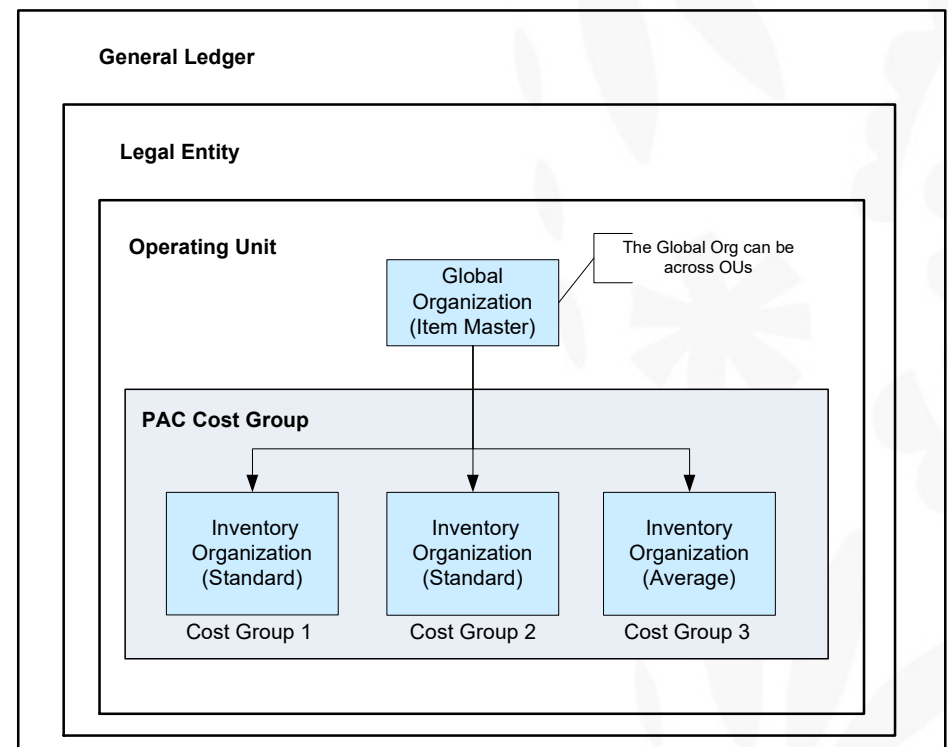 General Ledger
Legal Entity
Operating Unit
The Global Org can be
across OUs
Global
Organization
(Item Master)
PAC Cost Group
Inventory
Organization
(Standard)
Cost Group 1
Inventory
Organization
(Standard)
Cost Group 2
Inventory
Organization
(Average)
Cost Group 3